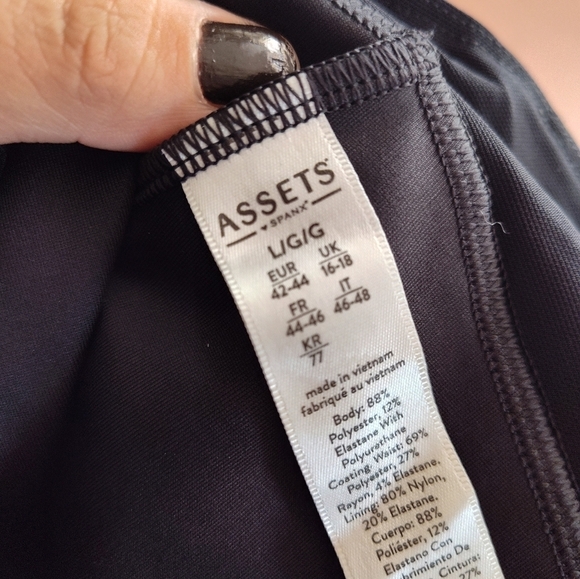 ASSETS
♥ SPANX®
L/G/G
EUR UK
42-44 16-18
FR IT
44-46 46-48
KR
77
made in vietnam
fabriqué au vietnam
Body: 88%
Polyester, 12%
Elastane With
Polyurethane
Coating. Waist: 69%
Polyester, 27%
Rayon, 4% Elastane.
Lining: 80% Nylon,
20% Elastane.
Cuerpo: 88%
Poliéster, 12%
Elastano Con
Cintura: